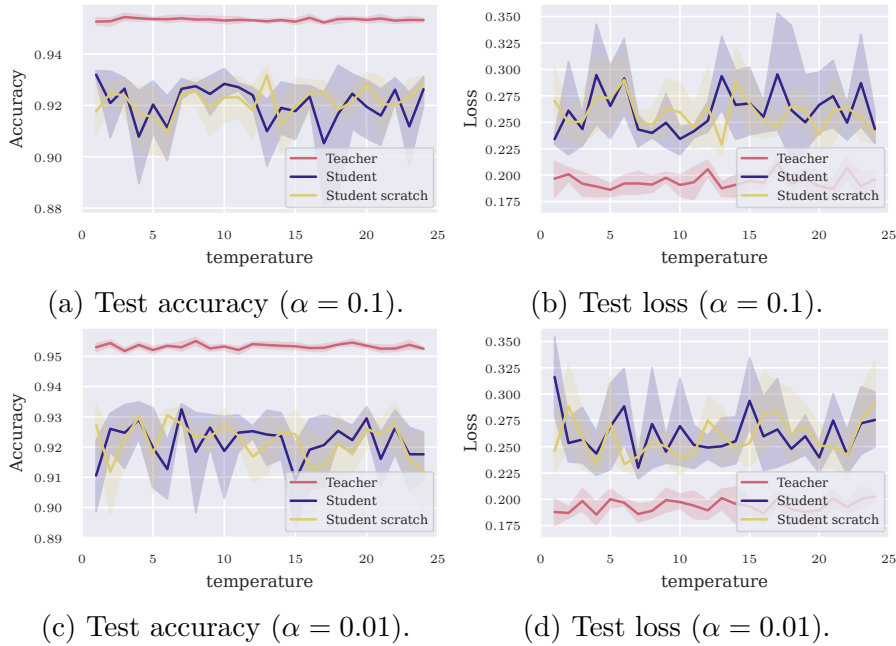 Accuracy
0.94
0.92
0.90
0.88
Teacher
Student
Student scratch
0 5 10 15 20 25
temperature
(a) Test accuracy (α = 0.1).
Loss
0.350
0.325
0.300
0.275
0.250
0.225
0.200
0.175
Teacher
Student
Student scratch
0 5 10 15 20 25
temperature
(b) Test loss (α = 0.1).
Accuracy
0.95
0.94
0.93
0.92
0.91
0.90
0.89
Teacher
Student
Student scratch
0 5 10 15 20 25
temperature
(c) Test accuracy (α = 0.01).
Loss
0.350
0.325
0.300
0.275
0.250
0.225
0.200
0.175
Teacher
Student
Student scratch
0 5 10 15 20 25
temperature
(d) Test loss (α = 0.01).